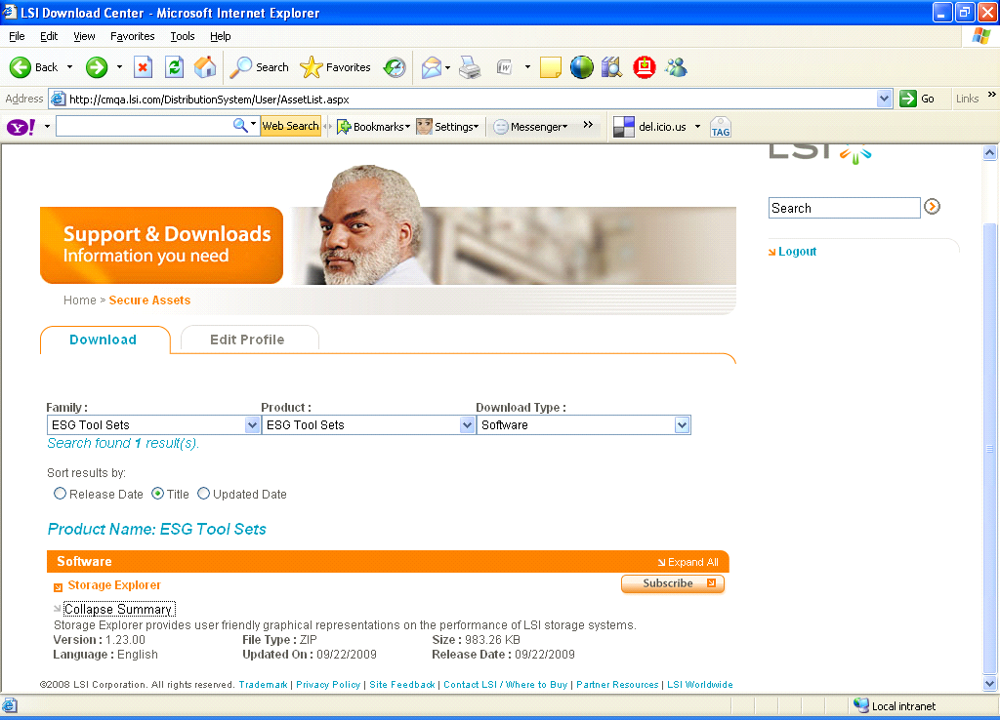 LSI Download Center - Microsoft Internet Explorer
File Edit View Favorites Tools Help
Back Search Favorites
Address http://cmqa.lsi.com/DistributionSystem/User/AssetList.aspx Go Links »
Y! Web Search Bookmarks Settings Messenger » del.icio.us TAG
LSI
Support & Downloads
Information you need
Search
Logout
Home > Secure Assets
Download Edit Profile
Family : Product : Download Type :
ESG Tool Sets ESG Tool Sets Software
Search found 1 result(s).
Sort results by:
Release Date Title Updated Date
Product Name: ESG Tool Sets
Software Expand All
Storage Explorer Subscribe
Collapse Summary
Storage Explorer provides user friendly graphical representations on the performance of LSI storage systems.
Version : 1.23.00 File Type : ZIP Size : 983.26 KB
Language : English Updated On : 09/22/2009 Release Date : 09/22/2009
©2008 LSI Corporation. All rights reserved. Trademark | Privacy Policy | Site Feedback | Contact LSI / Where to Buy | Partner Resources | LSI Worldwide
Local intranet